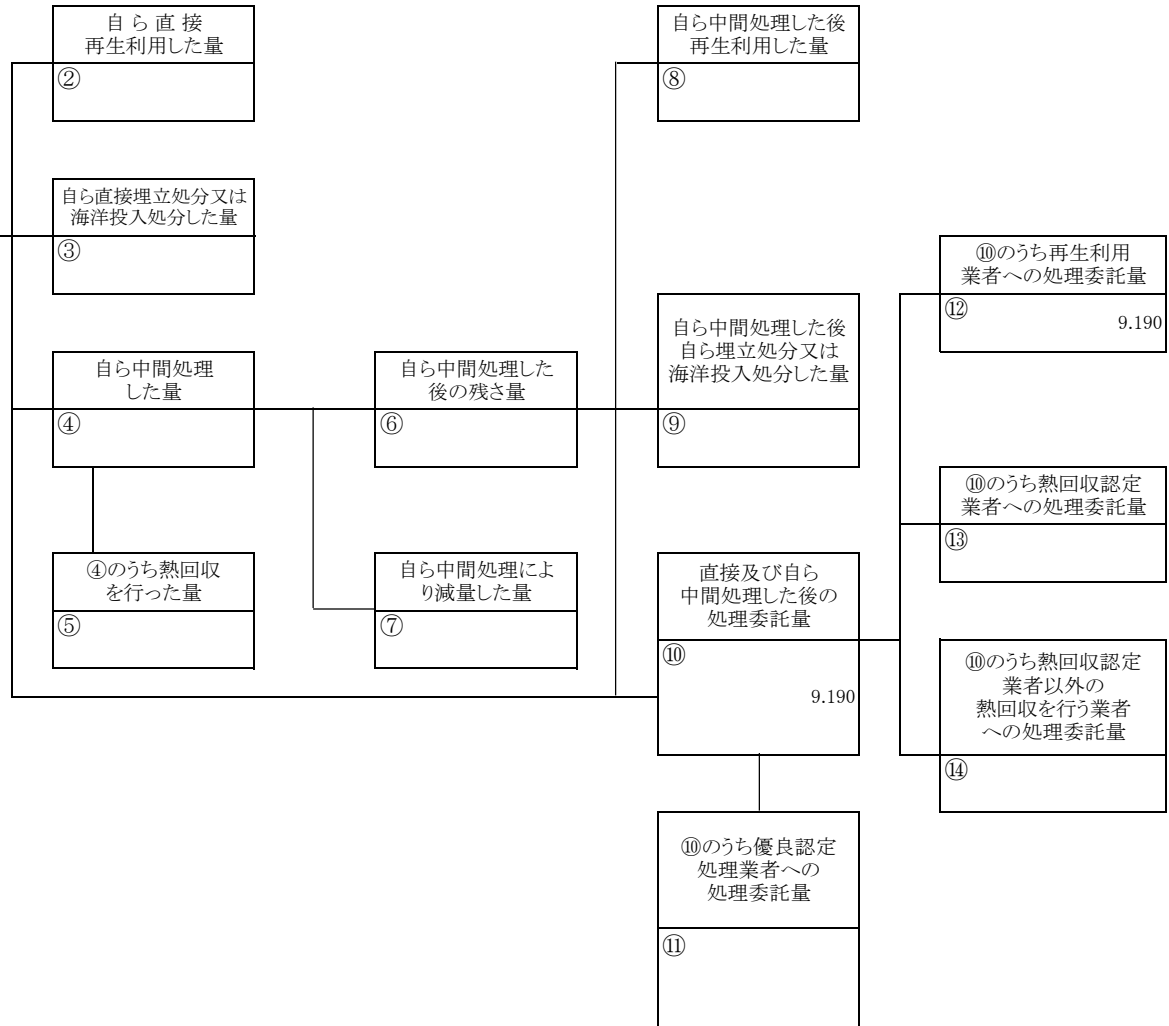 自ら直接
再生利用した量
②
自ら直接埋立処分又は
海洋投入処分した量
③
自ら中間処理
した量
④
④のうち熱回収
を行った量
⑤
自ら中間処理した
後の残さ量
⑥
自ら中間処理によ
り減量した量
⑦
自ら中間処理した後
再生利用した量
⑧
自ら中間処理した後
自ら埋立処分又は
海洋投入処分した量
⑨
直接及び自ら
中間処理した後の
処理委託量
⑩
9.190
⑩のうち優良認定
処理業者への
処理委託量
⑪
⑩のうち再生利用
業者への処理委託量
⑫
9.190
⑩のうち熱回収認定
業者への処理委託量
⑬
⑩のうち熱回収認定
業者以外の
熱回収を行う業者
への処理委託量
⑭